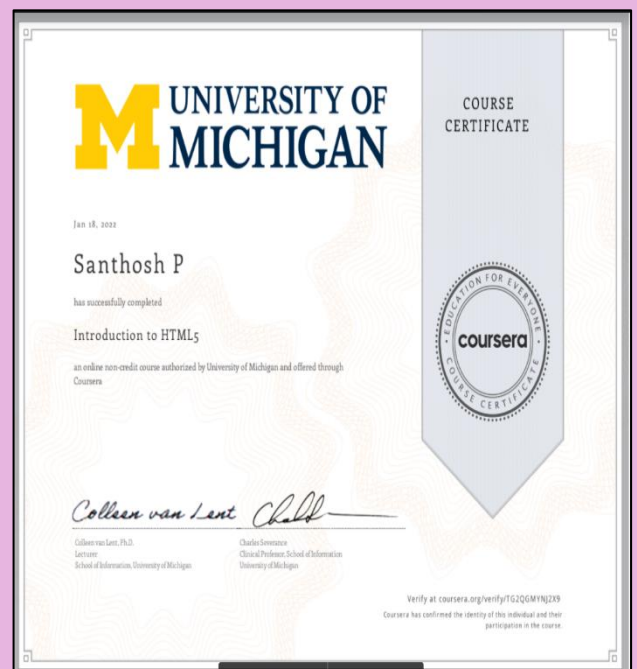 UNIVERSITY OF
MICHIGAN
COURSE
CERTIFICATE
Jan 18, 2022
Santhosh P
has successfully completed
Introduction to HTML5
an online non-credit course authorized by University of Michigan and offered through
Coursera
EDUCATION FOR EVERYONE
coursera
COURSE CERTIFICATE
Colleen van Lent
Colleen van Lent, Ph.D.
Lecturer
School of Information, University of Michigan
Charles Severance
Clinical Professor, School of Information
University of Michigan
Verify at coursera.org/verify/TG2QGMYNJ2X9
Coursera has confirmed the identity of this individual and their
participation in the course.